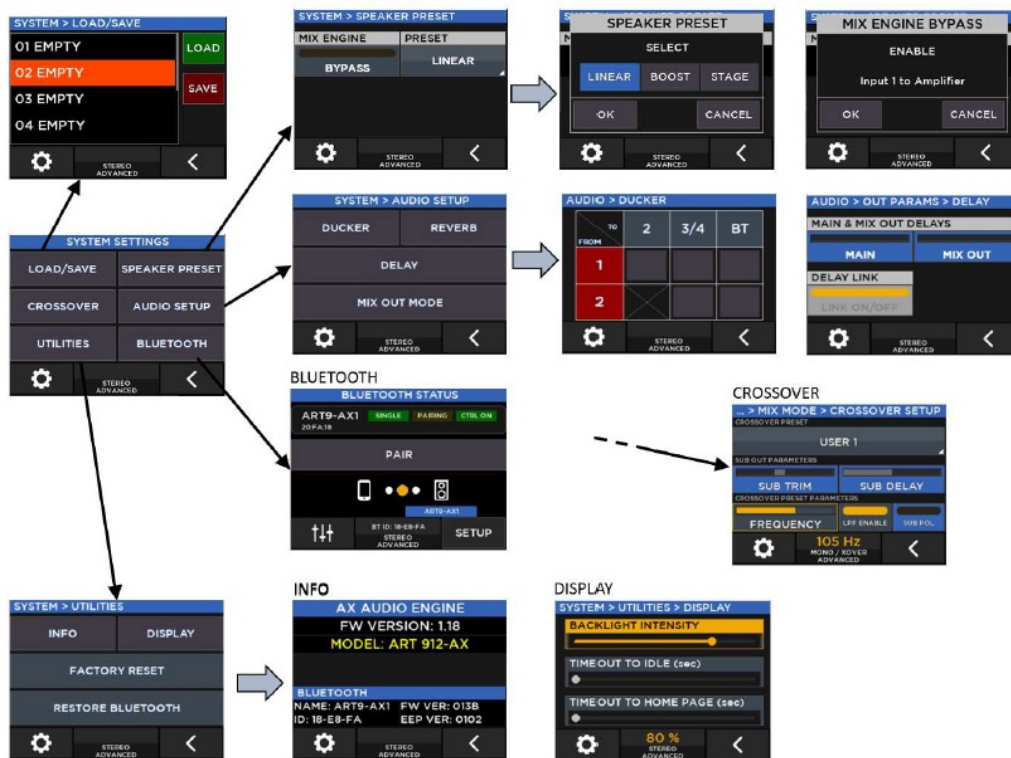 SYSTEM > LOAD/SAVE
01 EMPTY
02 EMPTY
03 EMPTY
04 EMPTY
LOAD
SAVE
STEREO
ADVANCED
SYSTEM > SPEAKER PRESET
MIX ENGINE
PRESET
BYPASS
LINEAR
STEREO
ADVANCED
SPEAKER PRESET
SELECT
LINEAR BOOST STAGE
OK CANCEL
STEREO
ADVANCED
MIX ENGINE BYPASS
ENABLE
Input 1 to Amplifier
OK CANCEL
STEREO
ADVANCED
SYSTEM SETTINGS
LOAD/SAVE SPEAKER PRESET
CROSSOVER AUDIO SETUP
UTILITIES BLUETOOTH
STEREO
ADVANCED
SYSTEM > AUDIO SETUP
DUCKER REVERB
DELAY
MIX OUT MODE
STEREO
ADVANCED
AUDIO > DUCKER
TO 2 3/4 BT
FROM
1
2
STEREO
ADVANCED
AUDIO > OUT PARAMS > DELAY
MAIN & MIX OUT DELAYS
MAIN MIX OUT
DELAY LINK
LINK ON/OFF
STEREO
ADVANCED
BLUETOOTH
BLUETOOTH STATUS
ART9-AX1 SINGLE PAIRING CTRL ON
20:FA:18
PAIR
ART9-AX1
BT ID: 18-E8-FA
STEREO
ADVANCED
SETUP
CROSSOVER
... > MIX MODE > CROSSOVER SETUP
CROSSOVER PRESET
USER 1
SUB OUT PARAMETERS
SUB TRIM SUB DELAY
CROSSOVER PRESET PARAMETERS
FREQUENCY LPF ENABLE SUB POL
105 Hz
MONO / XOVER
ADVANCED
SYSTEM > UTILITIES
INFO DISPLAY
FACTORY RESET
RESTORE BLUETOOTH
STEREO
ADVANCED
INFO
AX AUDIO ENGINE
FW VERSION: 1.18
MODEL: ART 912-AX
BLUETOOTH
NAME: ART9-AX1 FW VER: 013B
ID: 18-E8-FA EEP VER: 0102
STEREO
ADVANCED
DISPLAY
SYSTEM > UTILITIES > DISPLAY
BACKLIGHT INTENSITY
TIMEOUT TO IDLE (sec)
TIMEOUT TO HOME PAGE (sec)
80 %
STEREO
ADVANCED